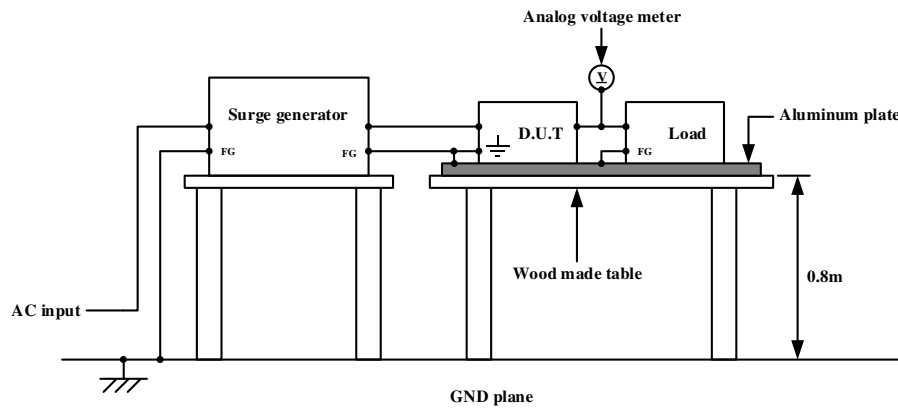 Analog voltage meter
V
Surge generator
D.U.T
Load
Aluminum plate
FG
FG
FG
Wood made table
0.8m
AC input
GND plane